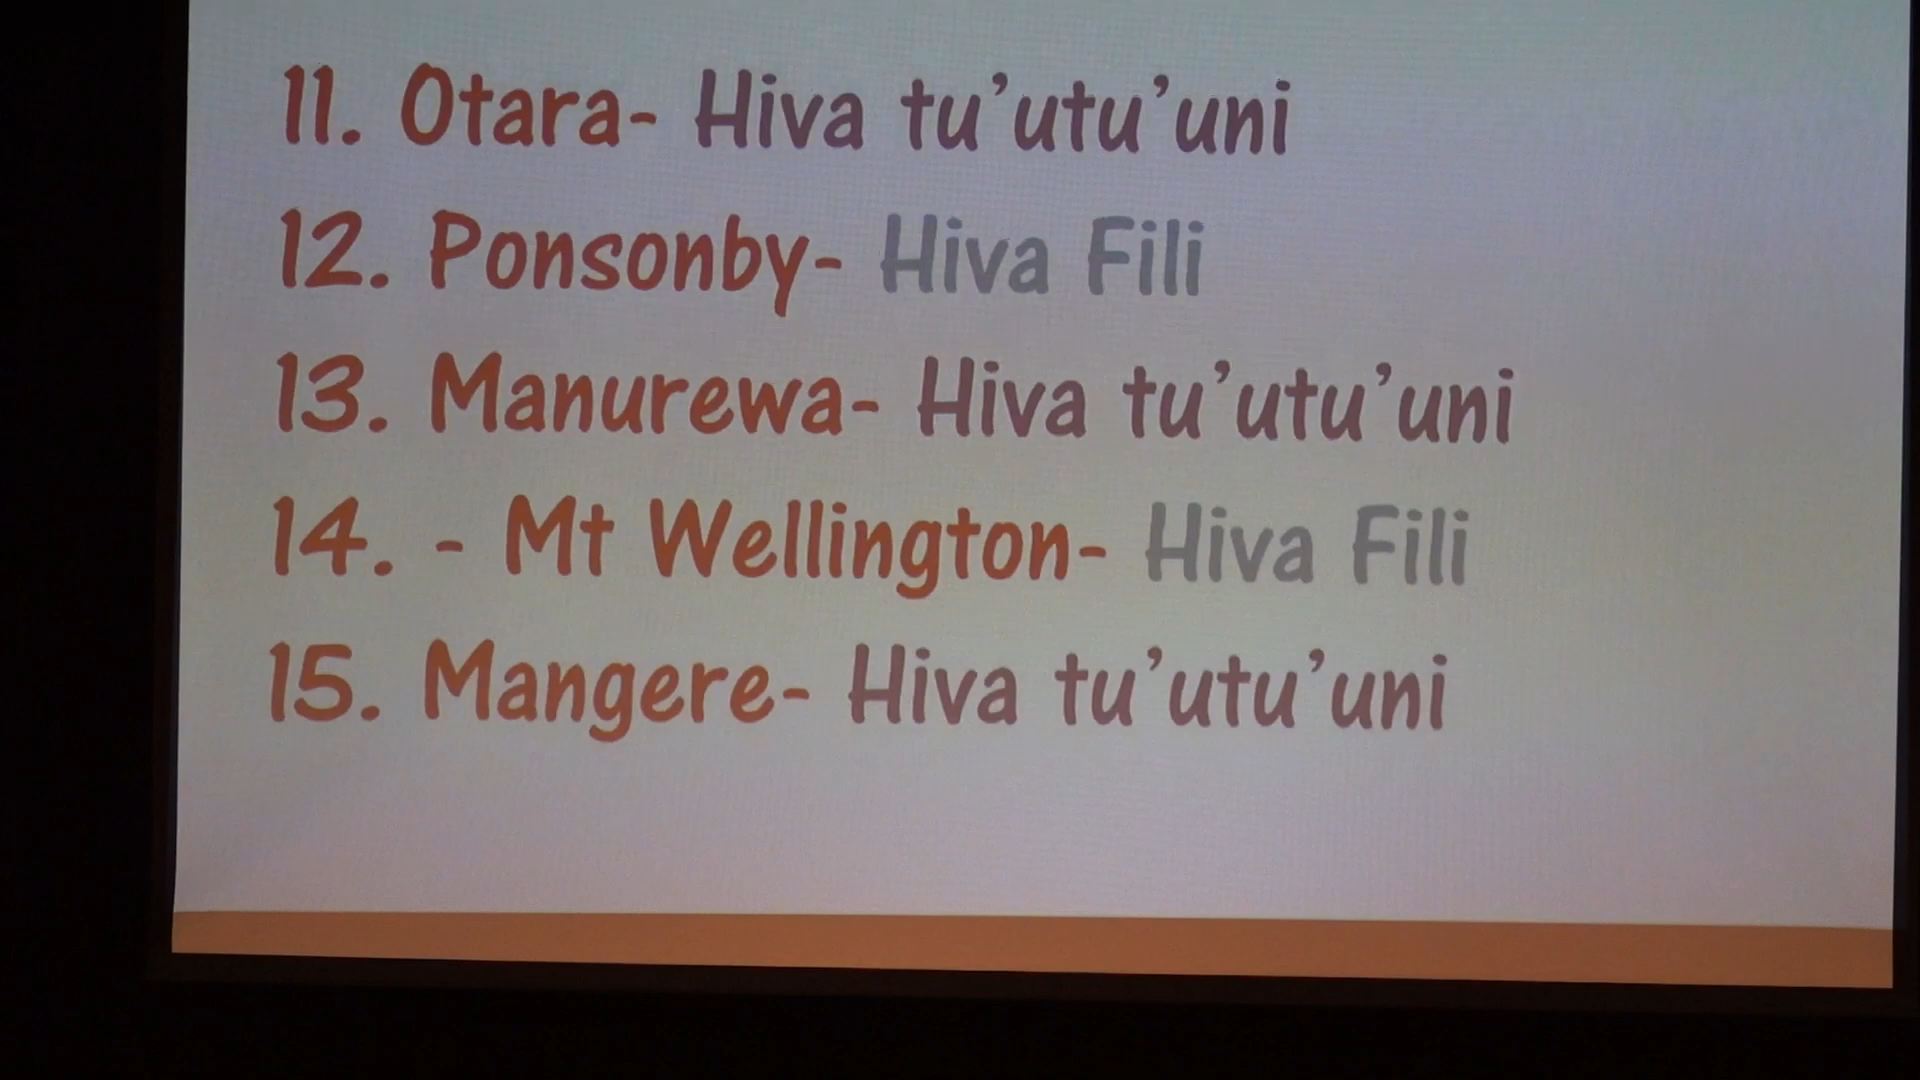 11. Otara- Hiva tu’utu’uni
12. Ponsonby- Hiva Fili
13. Manurewa- Hiva tu’utu’uni
14. - Mt Wellington- Hiva Fili
15. Mangere- Hiva tu’utu’uni